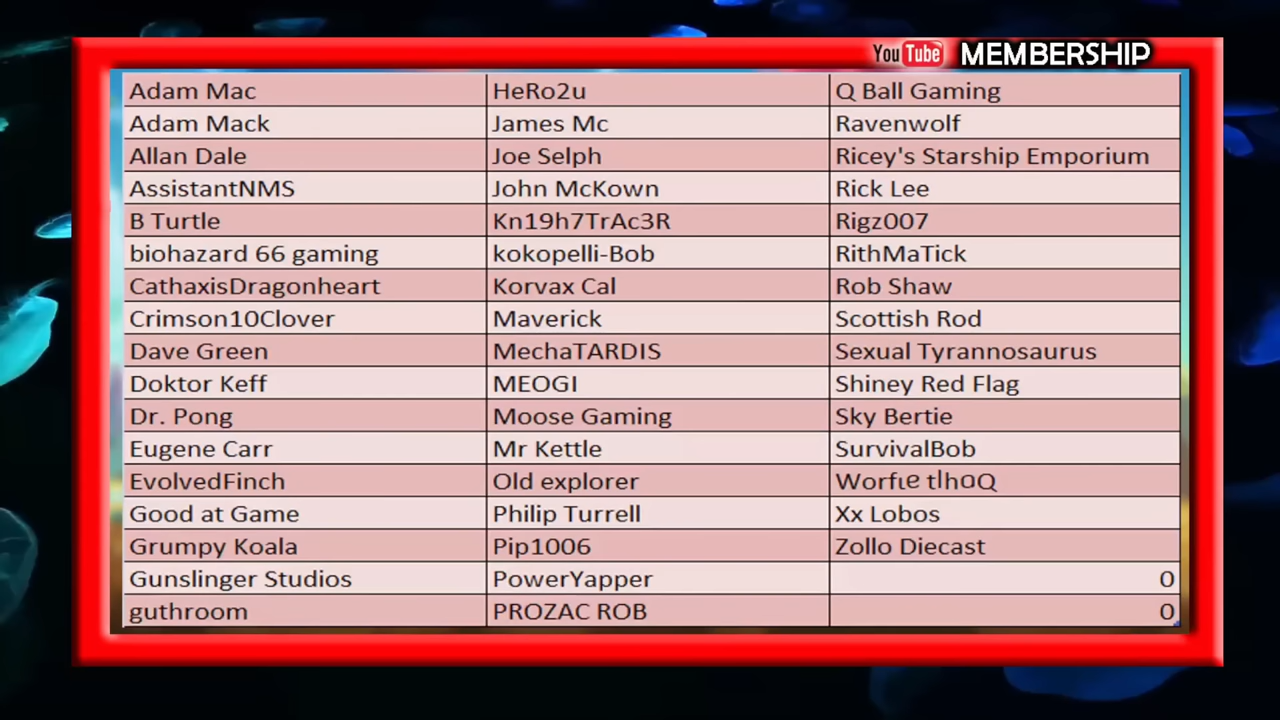 YouTube MEMBERSHIP
Adam Mac HeRo2u Q Ball Gaming
Adam Mack James Mc Ravenwolf
Allan Dale Joe Selph Ricey's Starship Emporium
AssistantNMS John McKown Rick Lee
B Turtle Kn19h7TrAc3R Rigz007
biohazard 66 gaming kokopelli-Bob RithMaTick
CathaxisDragonheart Korvax Cal Rob Shaw
Crimson10Clover Maverick Scottish Rod
Dave Green MechaTARDIS Sexual Tyrannosaurus
Doktor Keff MEOGI Shiney Red Flag
Dr. Pong Moose Gaming Sky Bertie
Eugene Carr Mr Kettle SurvivalBob
EvolvedFinch Old explorer Worfιҽ tlhαQ
Good at Game Philip Turrell Xx Lobos
Grumpy Koala Pip1006 Zollo Diecast
Gunslinger Studios PowerYapper 0
guthroom PROZAC ROB 0